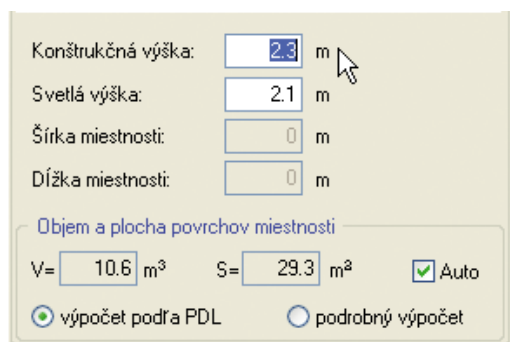 Konštrukčná výška: 2.3 m
Svetlá výška: 2.1 m
Šírka miestnosti: 0 m
Dĺžka miestnosti: 0 m
Objem a plocha povrchov miestnosti
V= 10.6 m³ S= 29.3 m² Auto
výpočet podľa PDL podrobný výpočet